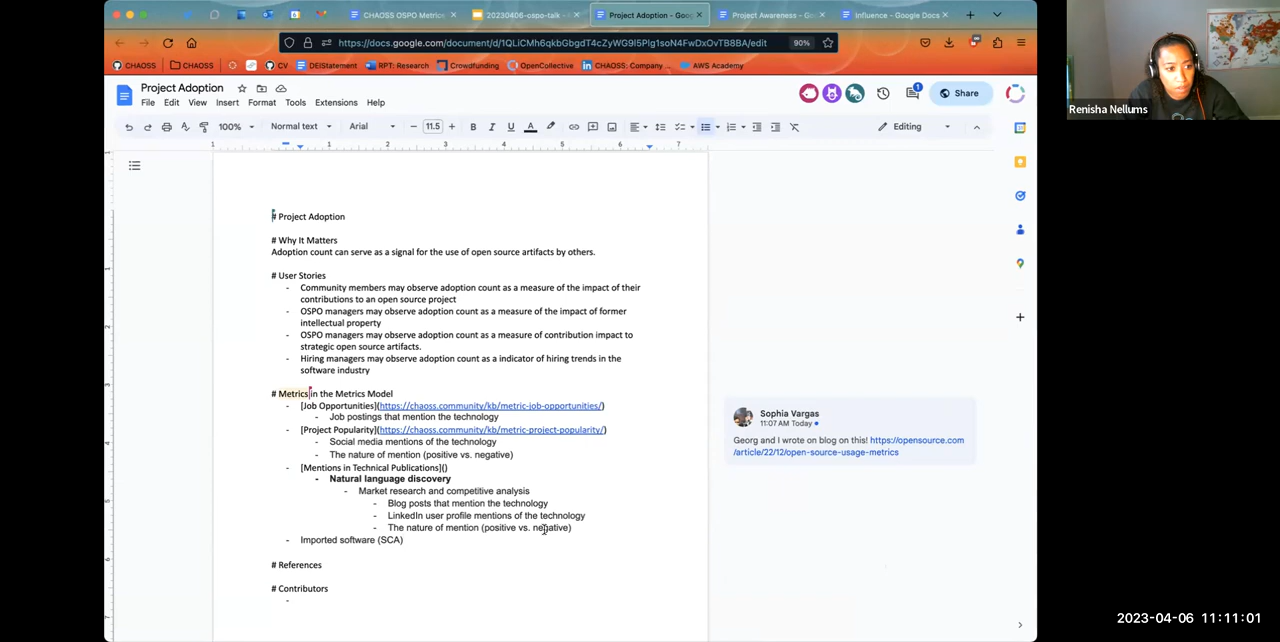 CHAOSS OSPO Metrics
20230406-ospo-talk -
Project Adoption - Goo
Project Awareness - Go
Influence - Google Docs
https://docs.google.com/document/d/1QLiCMh6qkbGbgdT4cZyWG9I5Plg1soN4FwDxOvTB8BA/edit
90%
CHAOSS
CHAOSS
CV
DEIStatement
RPT: Research
Crowdfunding
OpenCollective
CHAOSS: Company ...
AWS Academy
Renisha Nellums
Project Adoption
File Edit View Insert Format Tools Extensions Help
1
Share
100%
Normal text
Arial
11.5
B I U A
Editing
1 1 2 3 4 5 6 7
# Project Adoption
# Why It Matters
Adoption count can serve as a signal for the use of open source artifacts by others.
# User Stories
- Community members may observe adoption count as a measure of the impact of their
contributions to an open source project
- OSPO managers may observe adoption count as a measure of the impact of former
intellectual property
- OSPO managers may observe adoption count as a measure of contribution impact to
strategic open source artifacts.
- Hiring managers may observe adoption count as a indicator of hiring trends in the
software industry
# Metrics in the Metrics Model
- [Job Opportunities](https://chaoss.community/kb/metric-job-opportunities/)
- Job postings that mention the technology
- [Project Popularity](https://chaoss.community/kb/metric-project-popularity/)
- Social media mentions of the technology
- The nature of mention (positive vs. negative)
- [Mentions in Technical Publications]()
- Natural language discovery
- Market research and competitive analysis
- Blog posts that mention the technology
- LinkedIn user profile mentions of the technology
- The nature of mention (positive vs. negative)
- Imported software (SCA)
# References
# Contributors
-
Sophia Vargas
11:07 AM Today
Georg and I wrote on blog on this! https://opensource.com
/article/22/12/open-source-usage-metrics
2023-04-06 11:11:01